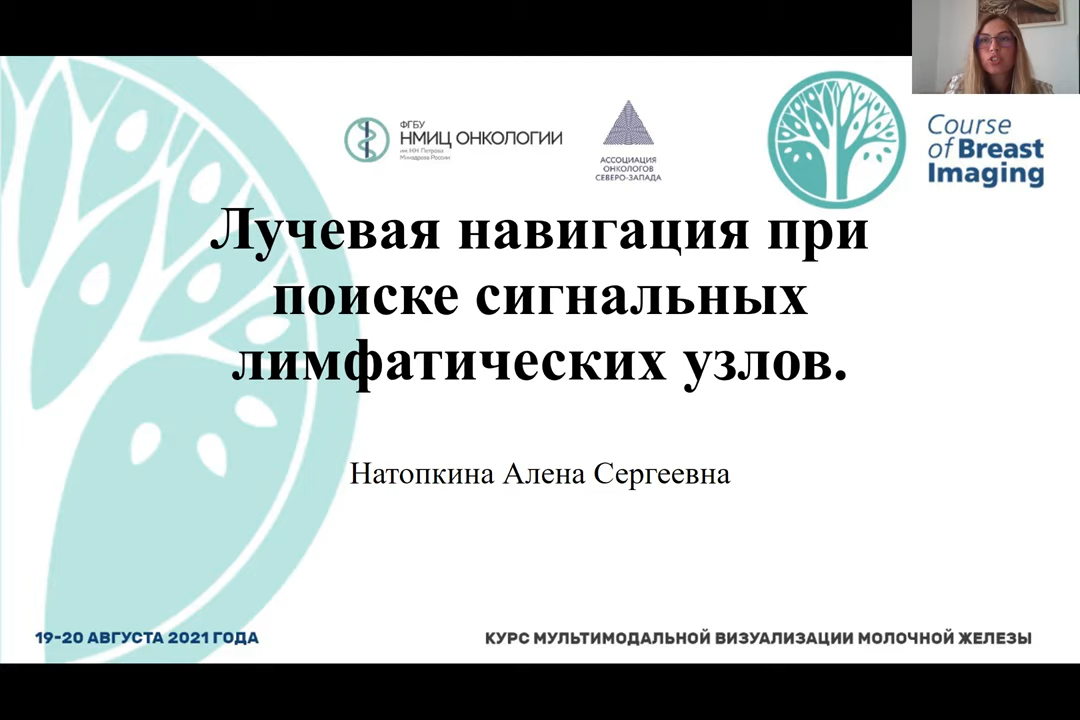 ФГБУ
НМИЦ ОНКОЛОГИИ
им. Н.Н. Петрова
Минздрава России
АССОЦИАЦИЯ
ОНКОЛОГОВ
СЕВЕРО-ЗАПАДА
Course
of Breast
Imaging
Лучевая навигация при
поиске сигнальных
лимфатических узлов.
Натопкина Алена Сергеевна
19-20 АВГУСТА 2021 ГОДА
КУРС МУЛЬТИМОДАЛЬНОЙ ВИЗУАЛИЗАЦИИ МОЛОЧНОЙ ЖЕЛЕЗЫ